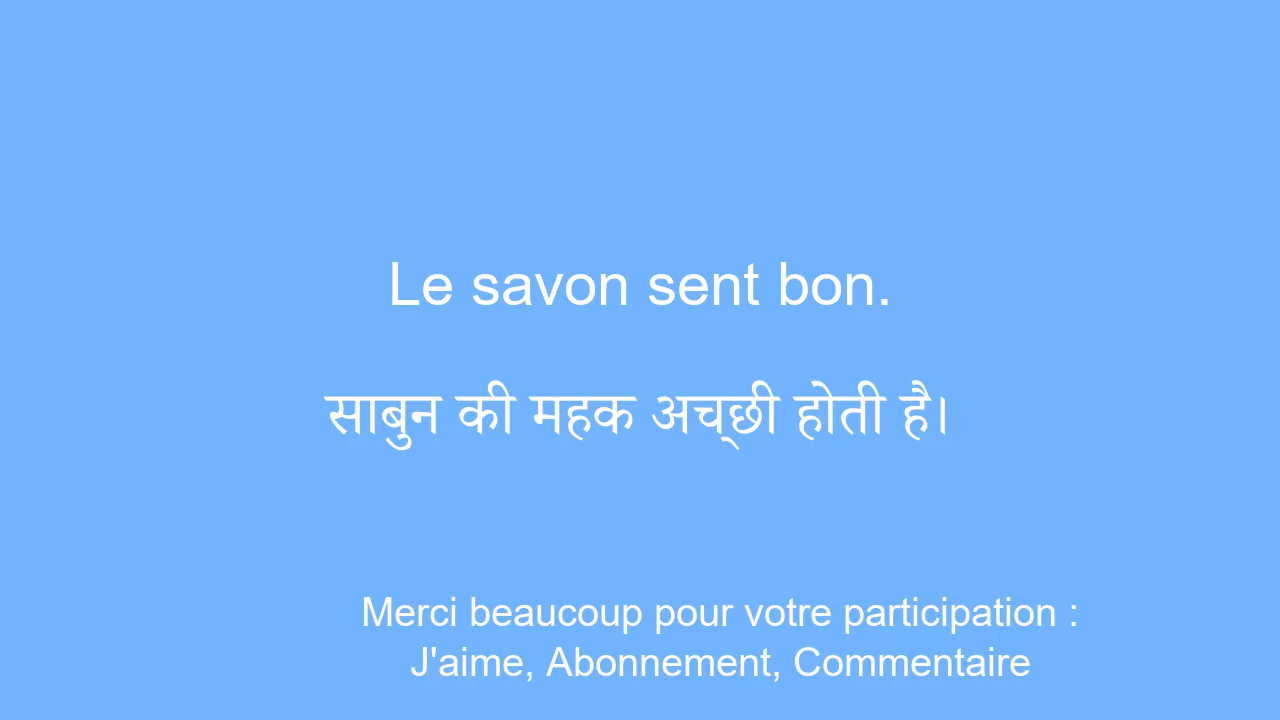 Le savon sent bon.
साबुन की महक अच्छी होती है।
Merci beaucoup pour votre participation :
J'aime, Abonnement, Commentaire